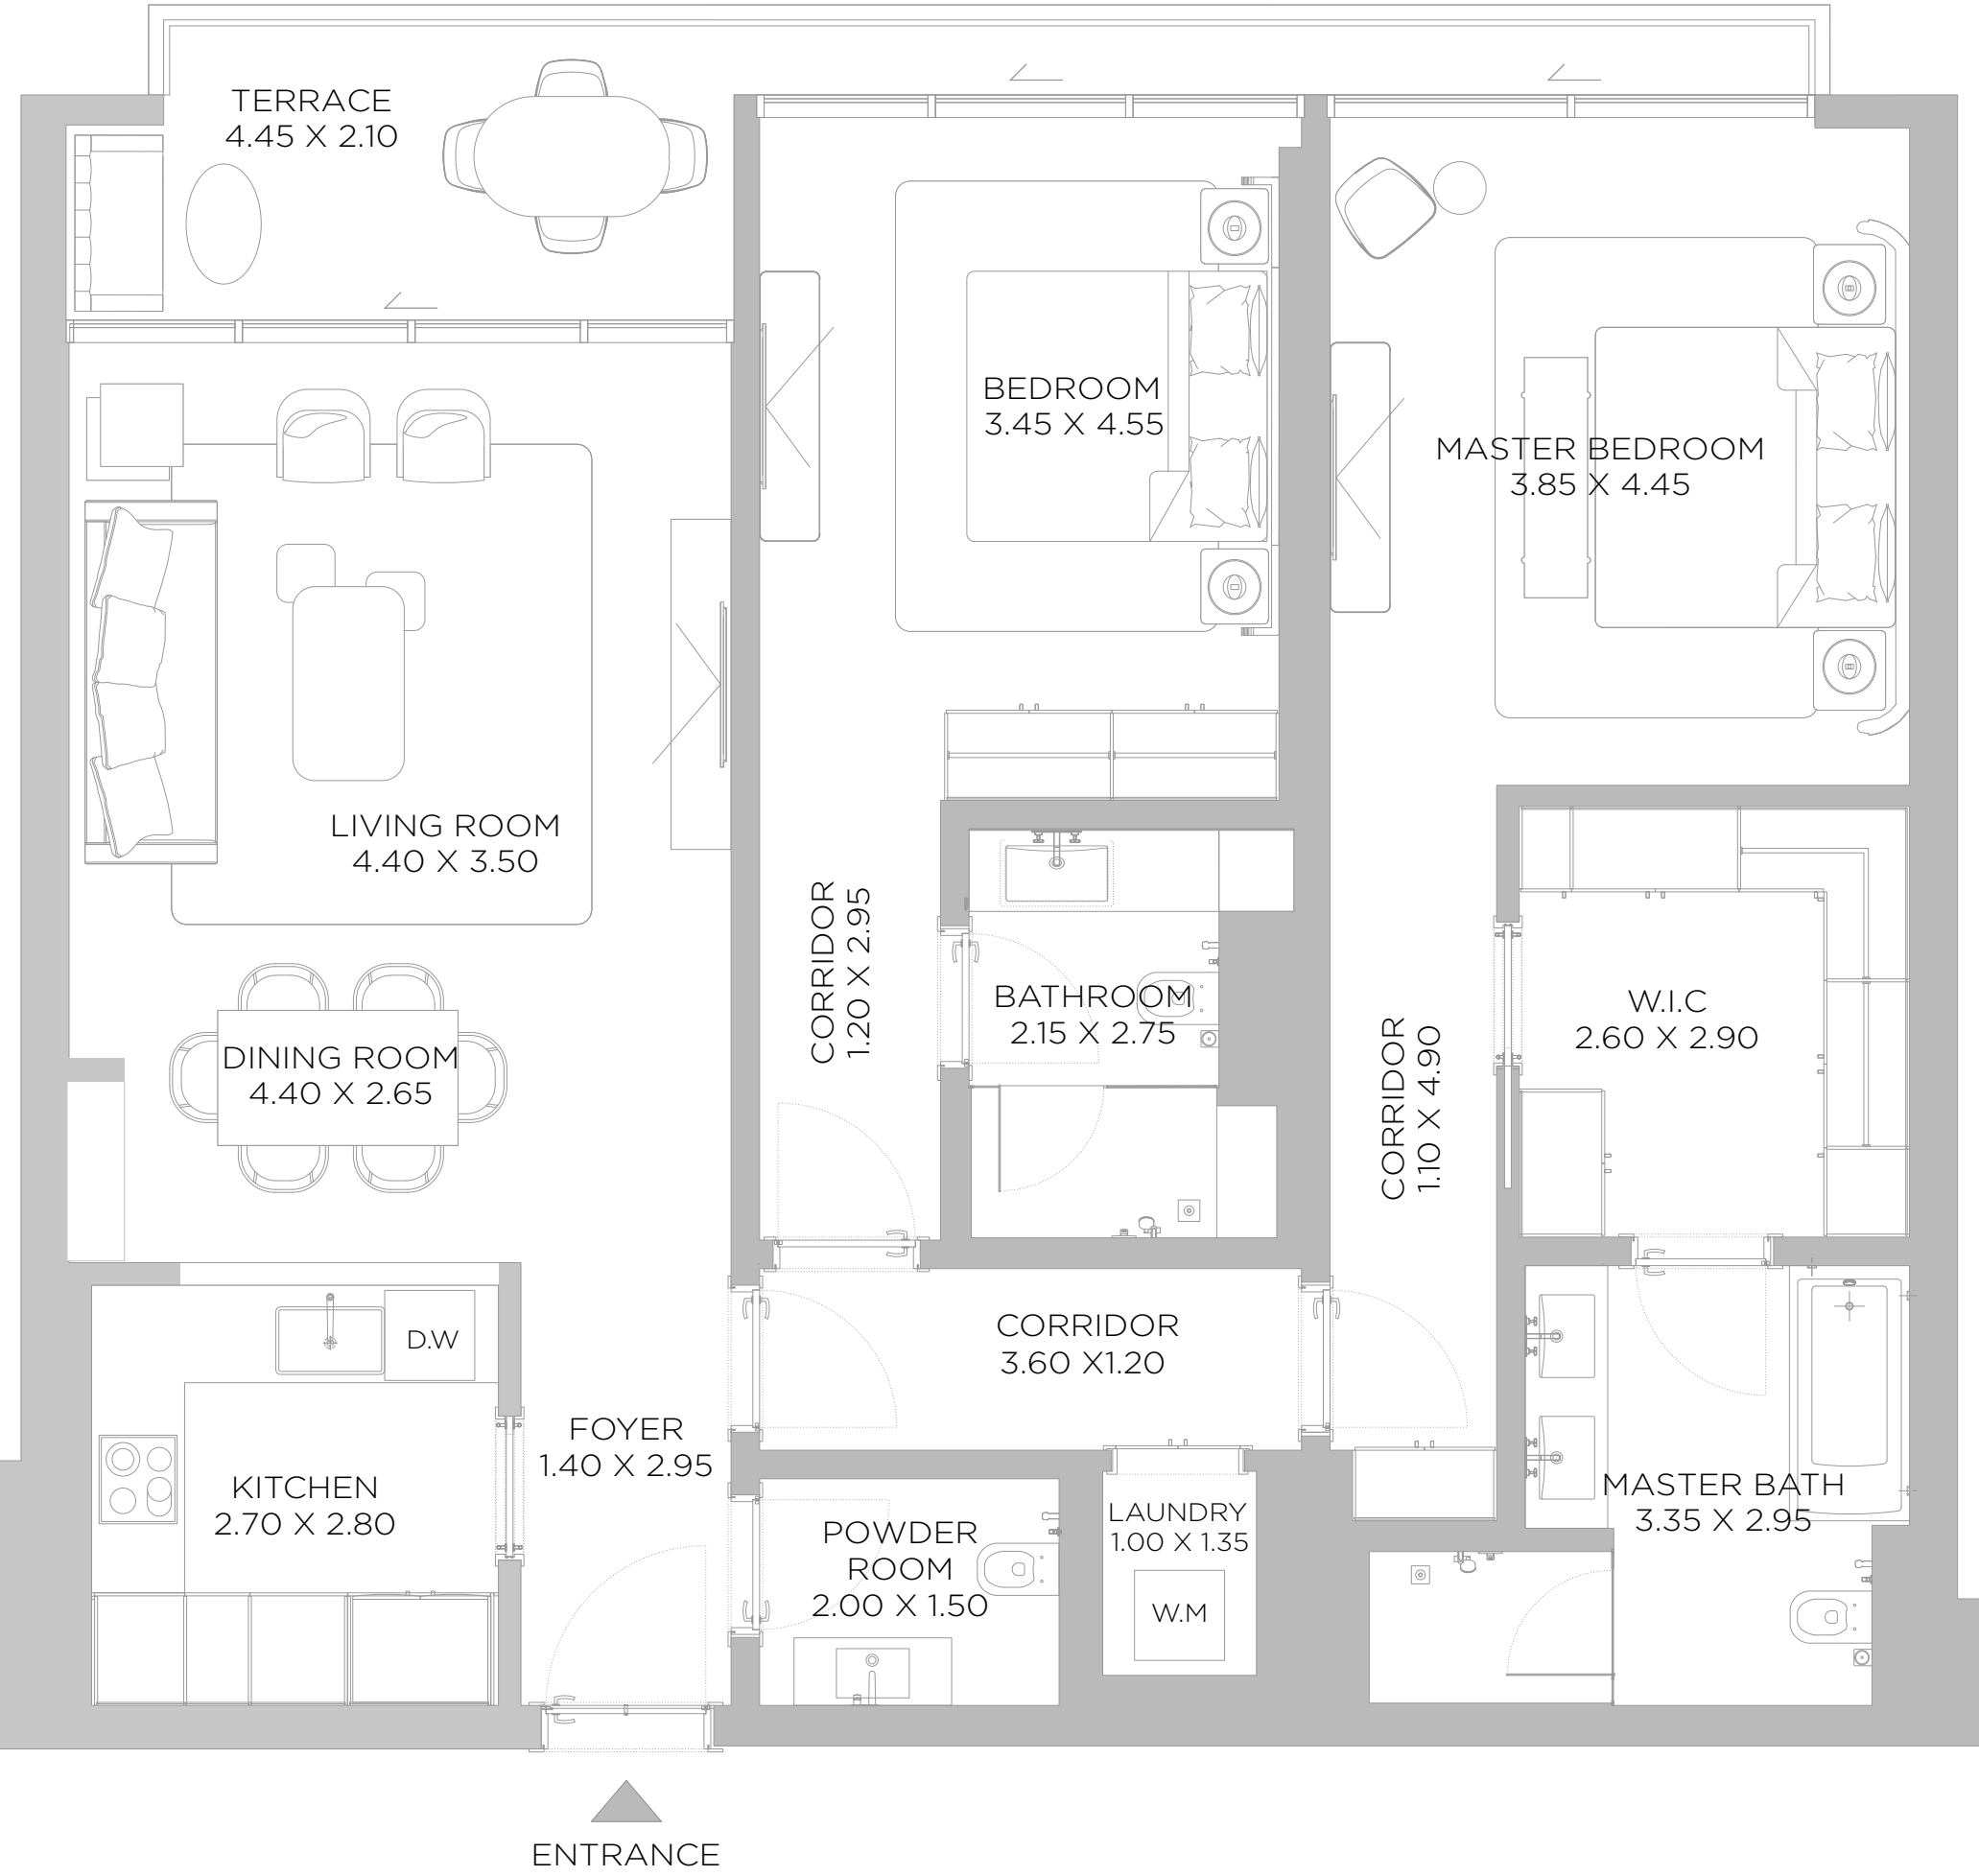 TERRACE
4.45 X 2.10
BEDROOM
3.45 X 4.55
MASTER BEDROOM
3.85 X 4.45
LIVING ROOM
4.40 X 3.50
CORRIDOR
1.20 X 2.95
BATHROOM
2.15 X 2.75
CORRIDOR
1.10 X 4.90
W.I.C
2.60 X 2.90
DINING ROOM
4.40 X 2.65
D.W
CORRIDOR
3.60 X1.20
FOYER
1.40 X 2.95
KITCHEN
2.70 X 2.80
POWDER
ROOM
2.00 X 1.50
LAUNDRY
1.00 X 1.35
W.M
MASTER BATH
3.35 X 2.95
ENTRANCE